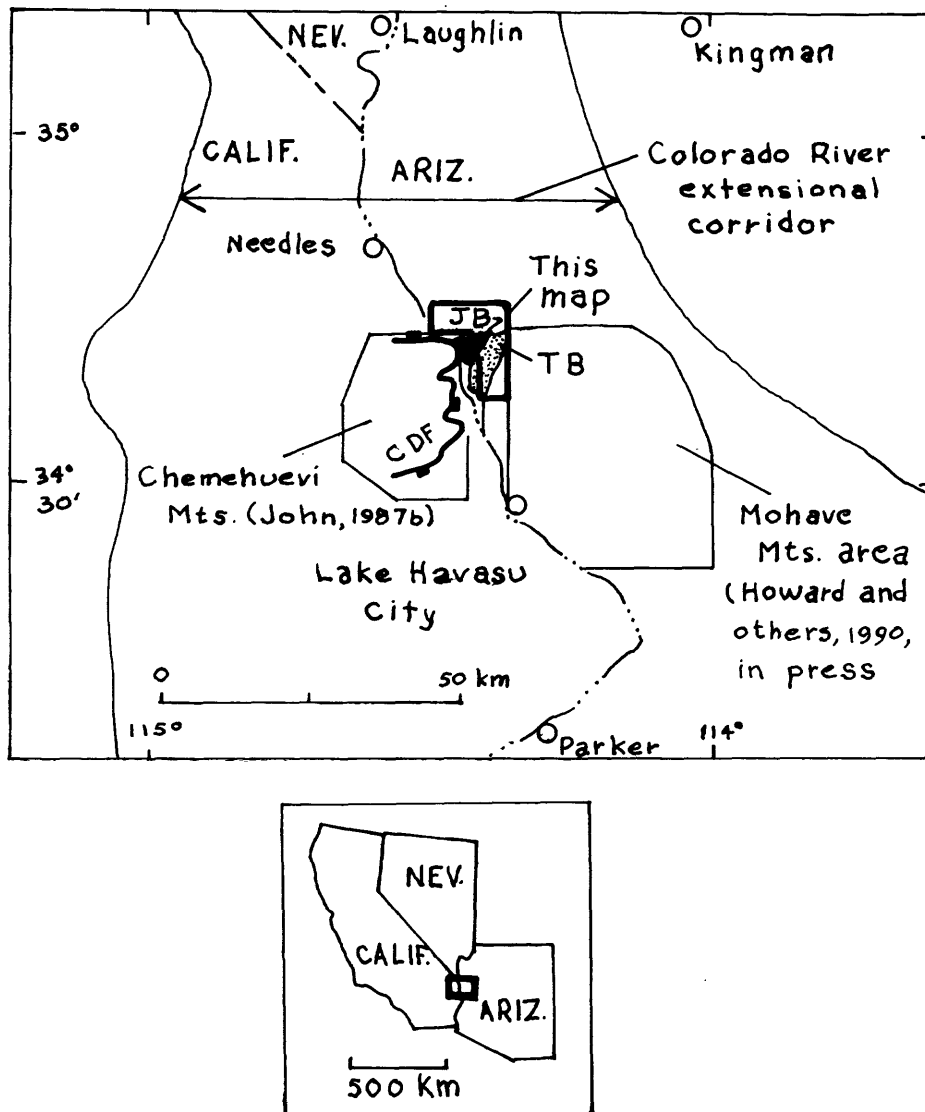 NEV.
Laughlin
Kingman
35°
CALIF.
ARIZ.
Colorado River
extensional
corridor
Needles
This
map
JB
TB
CDF
34°
30'
Chemehuevi
Mts. (John, 1987b)
Mohave
Mts. area
(Howard and
others, 1990,
in press
Lake Havasu
City
0
50 km
115°
114°
Parker
NEV.
CALIF.
ARIZ.
500 Km